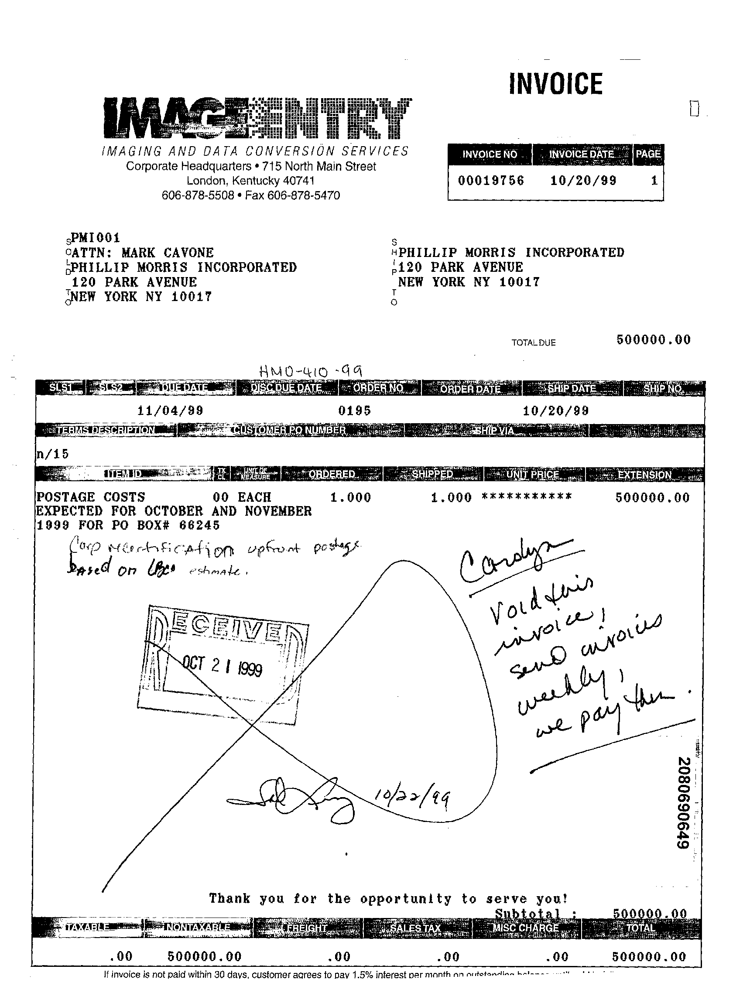 INVOICE
IMAGE ENTRY
IMAGING AND DATA CONVERSION SERVICES
Corporate Headquarters • 715 North Main Street
London, Kentucky 40741
606-878-5508 • Fax 606-878-5470
INVOICE NO INVOICE DATE PAGE
00019756 10/20/99 1
SOLD TO
PMI001
ATTN: MARK CAVONE
PHILLIP MORRIS INCORPORATED
120 PARK AVENUE
NEW YORK NY 10017
SHIP TO
PHILLIP MORRIS INCORPORATED
120 PARK AVENUE
NEW YORK NY 10017
TOTAL DUE 500000.00
HMO-410-99
SLS1 SLS2 DUE DATE DISC DUE DATE ORDER NO ORDER DATE SHIP DATE SHIP NO.
11/04/99 0195 10/20/99
TERMS DESCRIPTION CUSTOMER PO NUMBER SHIP VIA
n/15
ITEM ID TX CL UNIT OF MEASURE ORDERED SHIPPED UNIT PRICE EXTENSION
POSTAGE COSTS 00 EACH 1.000 1.000 *********** 500000.00
EXPECTED FOR OCTOBER AND NOVEMBER
1999 FOR PO BOX# 66245
Corp recertification upfront postage
based on estimate.
Carolyn
Void this
invoice,
send invoices
weekly,
we pay then.
RECEIVED
OCT 21 1999
10/22/99
2080690649
Thank you for the opportunity to serve you!
Subtotal : 500000.00
TAXABLE NONTAXABLE FREIGHT SALES TAX MISC CHARGE TOTAL
.00 500000.00 .00 .00 .00 500000.00
If invoice is not paid within 30 days, customer agrees to pay 1.5% interest per month on outstanding